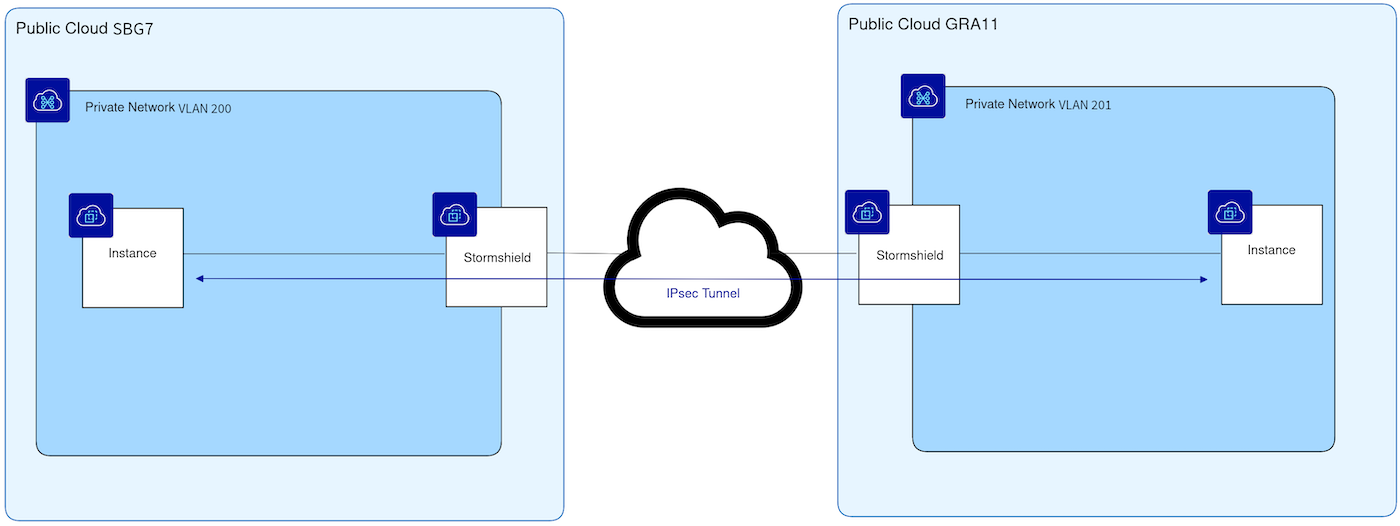 Public Cloud SBG7
Private Network VLAN 200
Instance
Stormshield
IPsec Tunnel
Public Cloud GRA11
Private Network VLAN 201
Stormshield
Instance